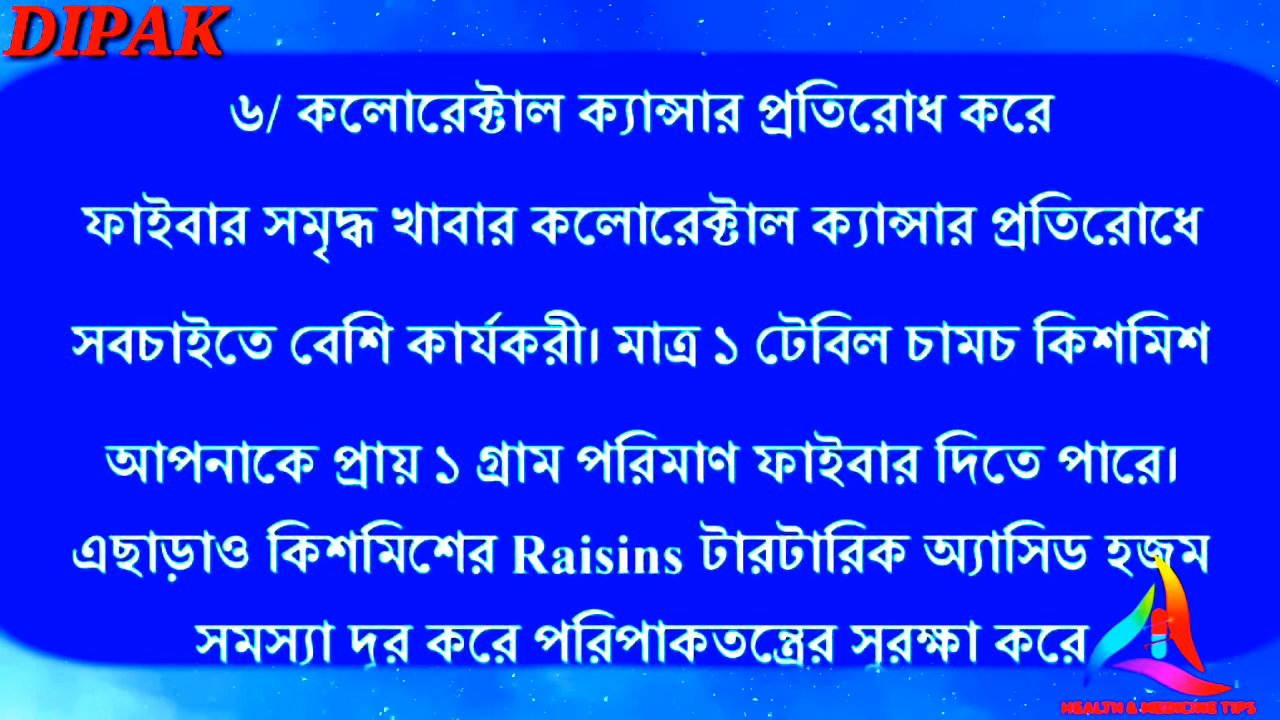 DIPAK
৬/ কলোরেক্টাল ক্যান্সার প্রতিরোধ করে
ফাইবার সমৃদ্ধ খাবার কলোরেক্টাল ক্যান্সার প্রতিরোধে
সবচাইতে বেশি কার্যকরী। মাত্র ১ টেবিল চামচ কিশমিশ
আপনাকে প্রায় ১ গ্রাম পরিমাণ ফাইবার দিতে পারে।
এছাড়াও কিশমিশের Raisins টারটারিক অ্যাসিড হজম
সমস্যা দূর করে পরিপাকতন্ত্রের সুরক্ষা করে
HEALTH & MEDICINE TIPS